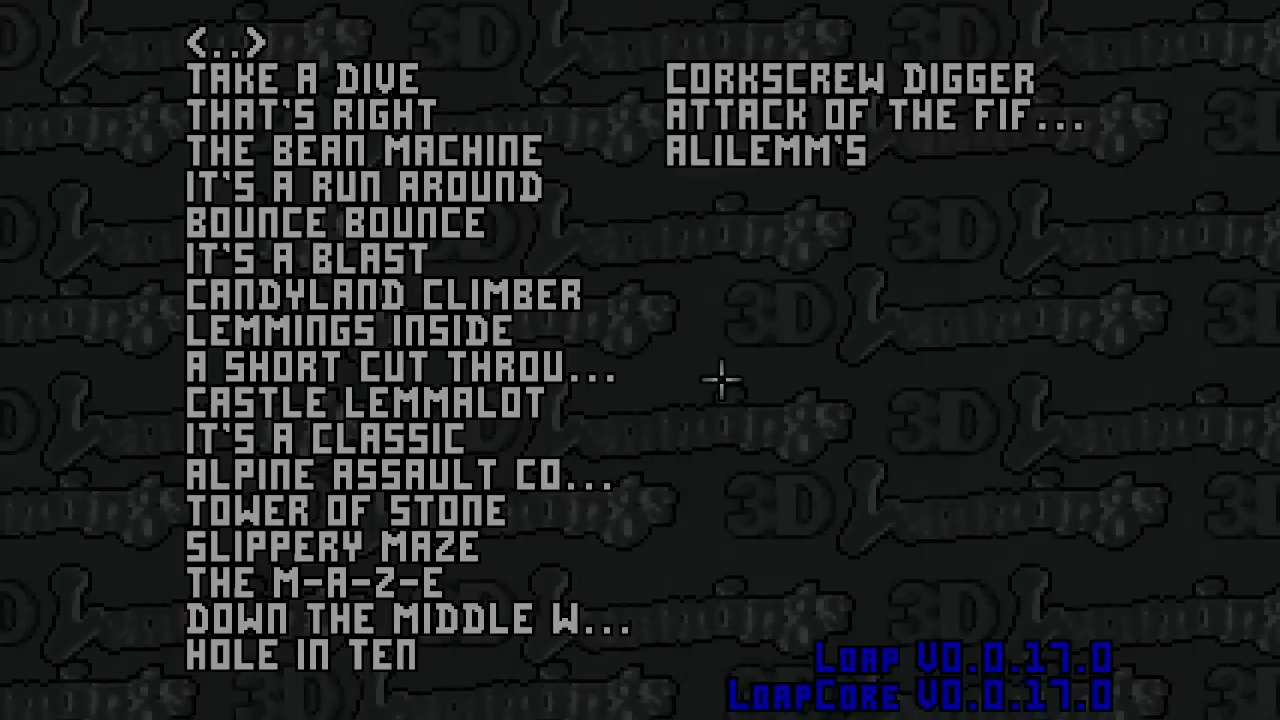 <..>
TAKE A DIVE
THAT'S RIGHT
THE BEAN MACHINE
IT'S A RUN AROUND
BOUNCE BOUNCE
IT'S A BLAST
CANDYLAND CLIMBER
LEMMINGS INSIDE
A SHORT CUT THROU...
CASTLE LEMMALOT
IT'S A CLASSIC
ALPINE ASSAULT CO...
TOWER OF STONE
SLIPPERY MAZE
THE M-A-Z-E
DOWN THE MIDDLE W...
HOLE IN TEN
CORKSCREW DIGGER
ATTACK OF THE FIF...
ALILEMM'S
LOAP V0.0.17.0
LOAPCORE V0.0.17.0
3D Lemmings